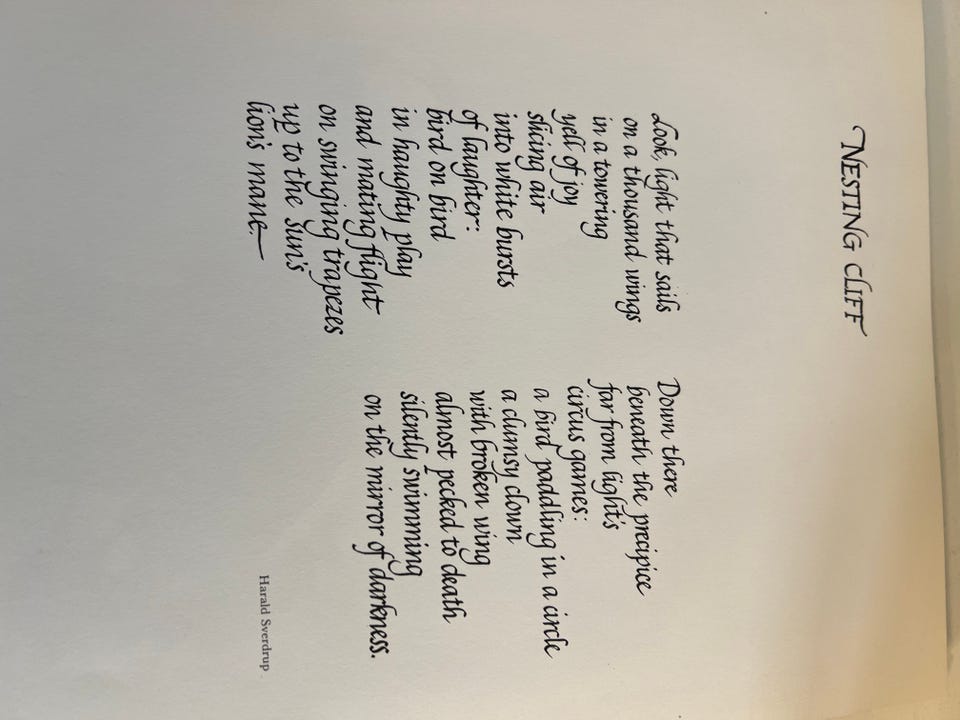 NESTING CLIFF
Look, light that sails
on a thousand wings
in a towering
yell of joy
slicing air
into white bursts
of laughter:
bird on bird
in haughty play
and mating flight
on swinging trapezes
up to the sun's
lion's mane—
Down there
beneath the precipice
far from light's
circus games:
a bird paddling in a circle
a clumsy clown
with broken wing
almost pecked to death
silently swimming
on the mirror of darkness.
Harald Sverdrup